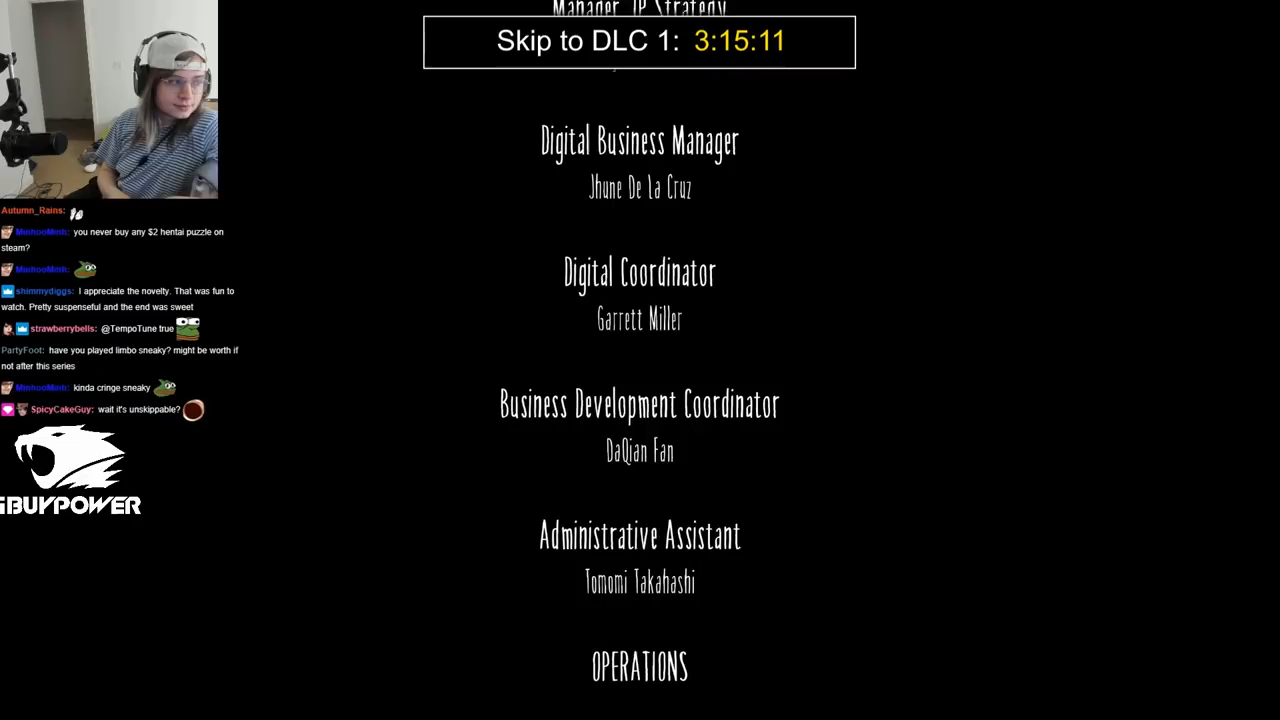 Manager, IP Strategy
Skip to DLC 1: 3:15:11
Digital Business Manager
Jhune De La Cruz
Digital Coordinator
Garrett Miller
Business Development Coordinator
DaQian Fan
Administrative Assistant
Tomomi Takahashi
OPERATIONS
Autumn_Rains:
MinhooMinh: you never buy any $2 hentai puzzle on
steam?
MinhooMinh:
shimmydiggs: I appreciate the novelty. That was fun to
watch. Pretty suspenseful and the end was sweet
strawberrybells: @TempoTune true
PartyFoot: have you played limbo sneaky? might be worth if
not after this series
MinhooMinh: kinda cringe sneaky
SpicyCakeGuy: wait it's unskippable?
iBUYPOWER